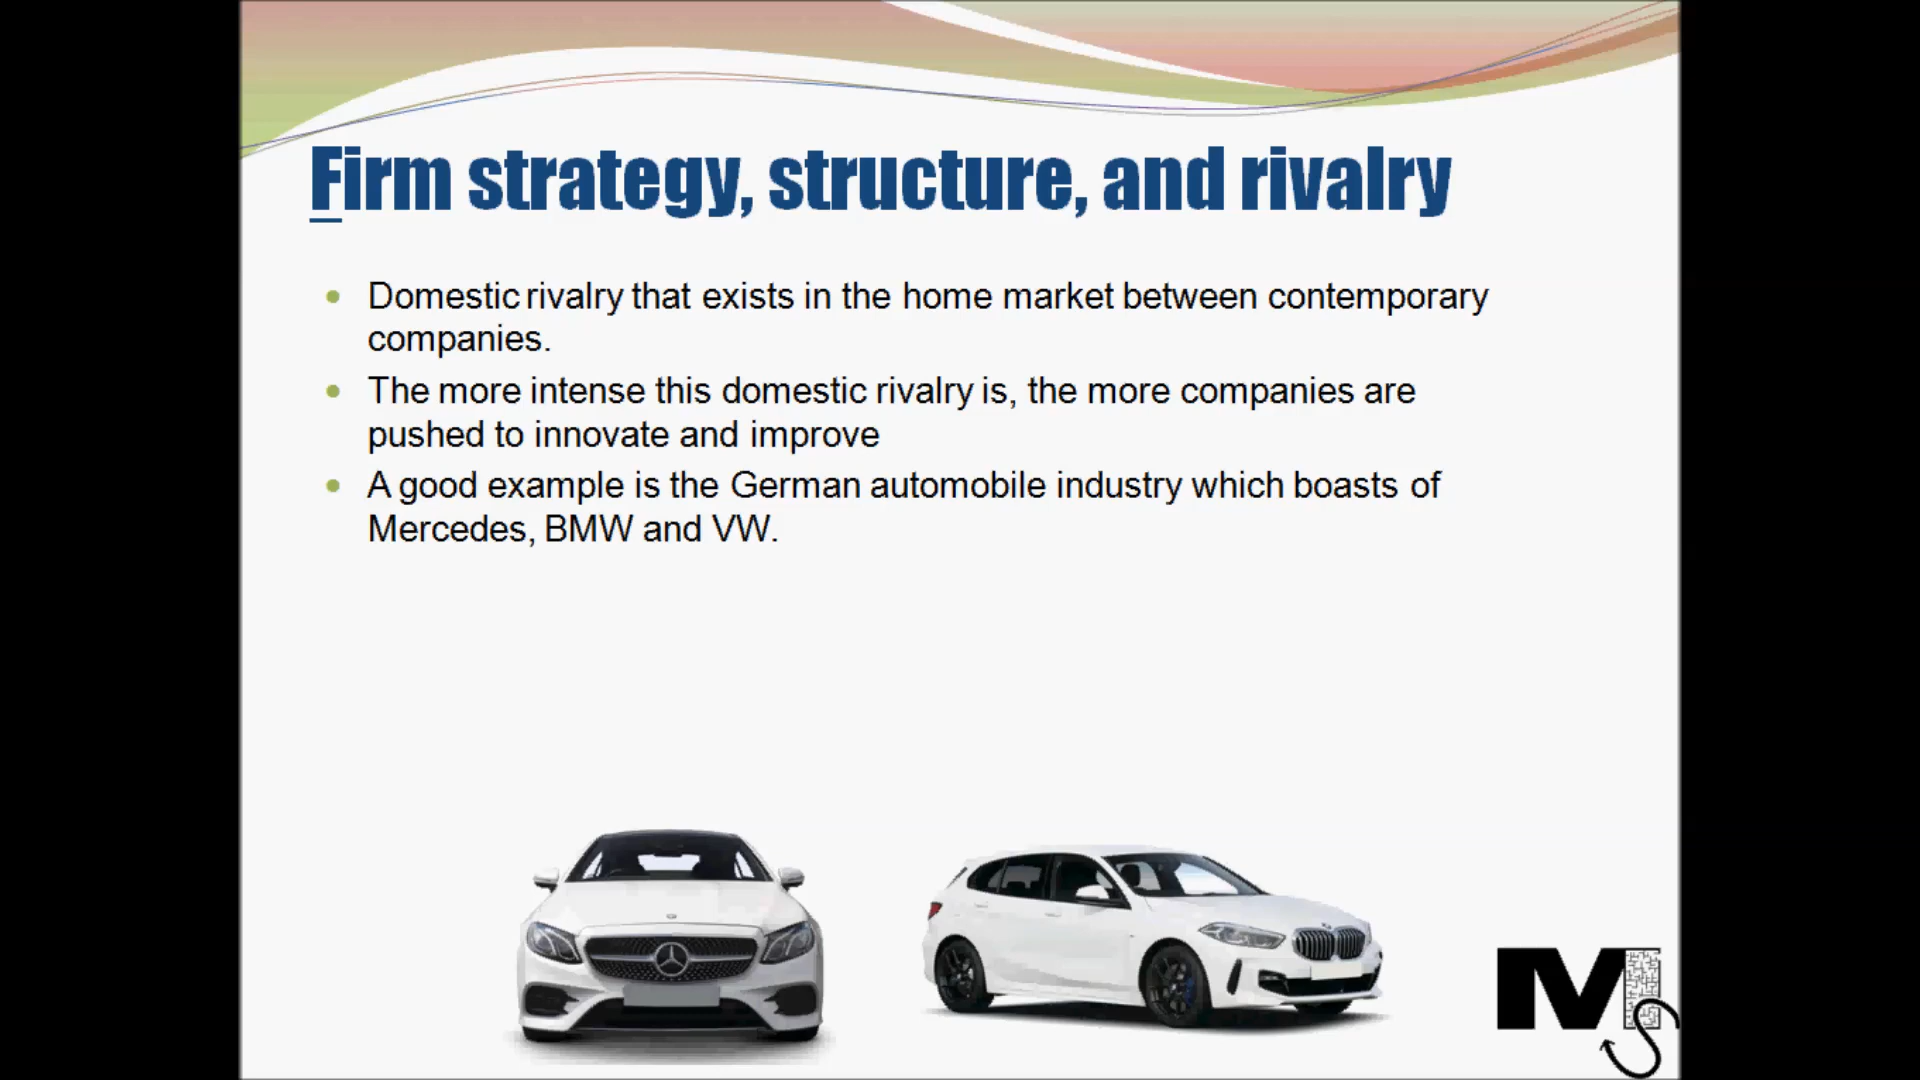 Firm strategy, structure, and rivalry
• Domestic rivalry that exists in the home market between contemporary
companies.
• The more intense this domestic rivalry is, the more companies are
pushed to innovate and improve
• A good example is the German automobile industry which boasts of
Mercedes, BMW and VW.
MS